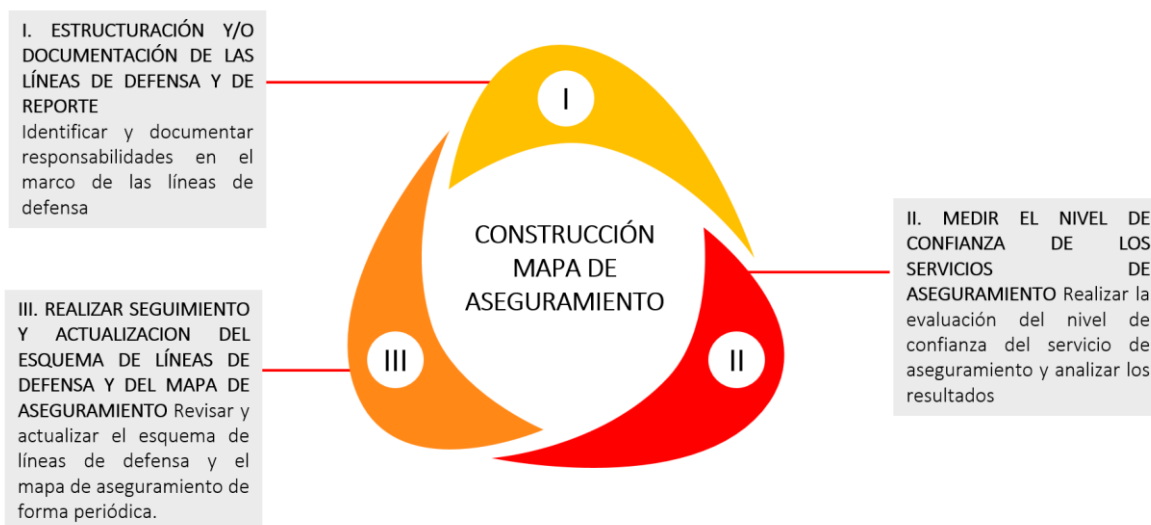 I. ESTRUCTURACIÓN Y/O
DOCUMENTACIÓN DE LAS
LÍNEAS DE DEFENSA Y DE
REPORTE
Identificar y documentar
responsabilidades en el
marco de las líneas de
defensa
I
CONSTRUCCIÓN
MAPA DE
ASEGURAMIENTO
II. MEDIR EL NIVEL DE
CONFIANZA DE LOS
SERVICIOS DE
ASEGURAMIENTO Realizar la
evaluación del nivel de
confianza del servicio de
aseguramiento y analizar los
resultados
II
III. REALIZAR SEGUIMIENTO
Y ACTUALIZACION DEL
ESQUEMA DE LÍNEAS DE
DEFENSA Y DEL MAPA DE
ASEGURAMIENTO Revisar y
actualizar el esquema de
líneas de defensa y el
mapa de aseguramiento de
forma periódica.
III